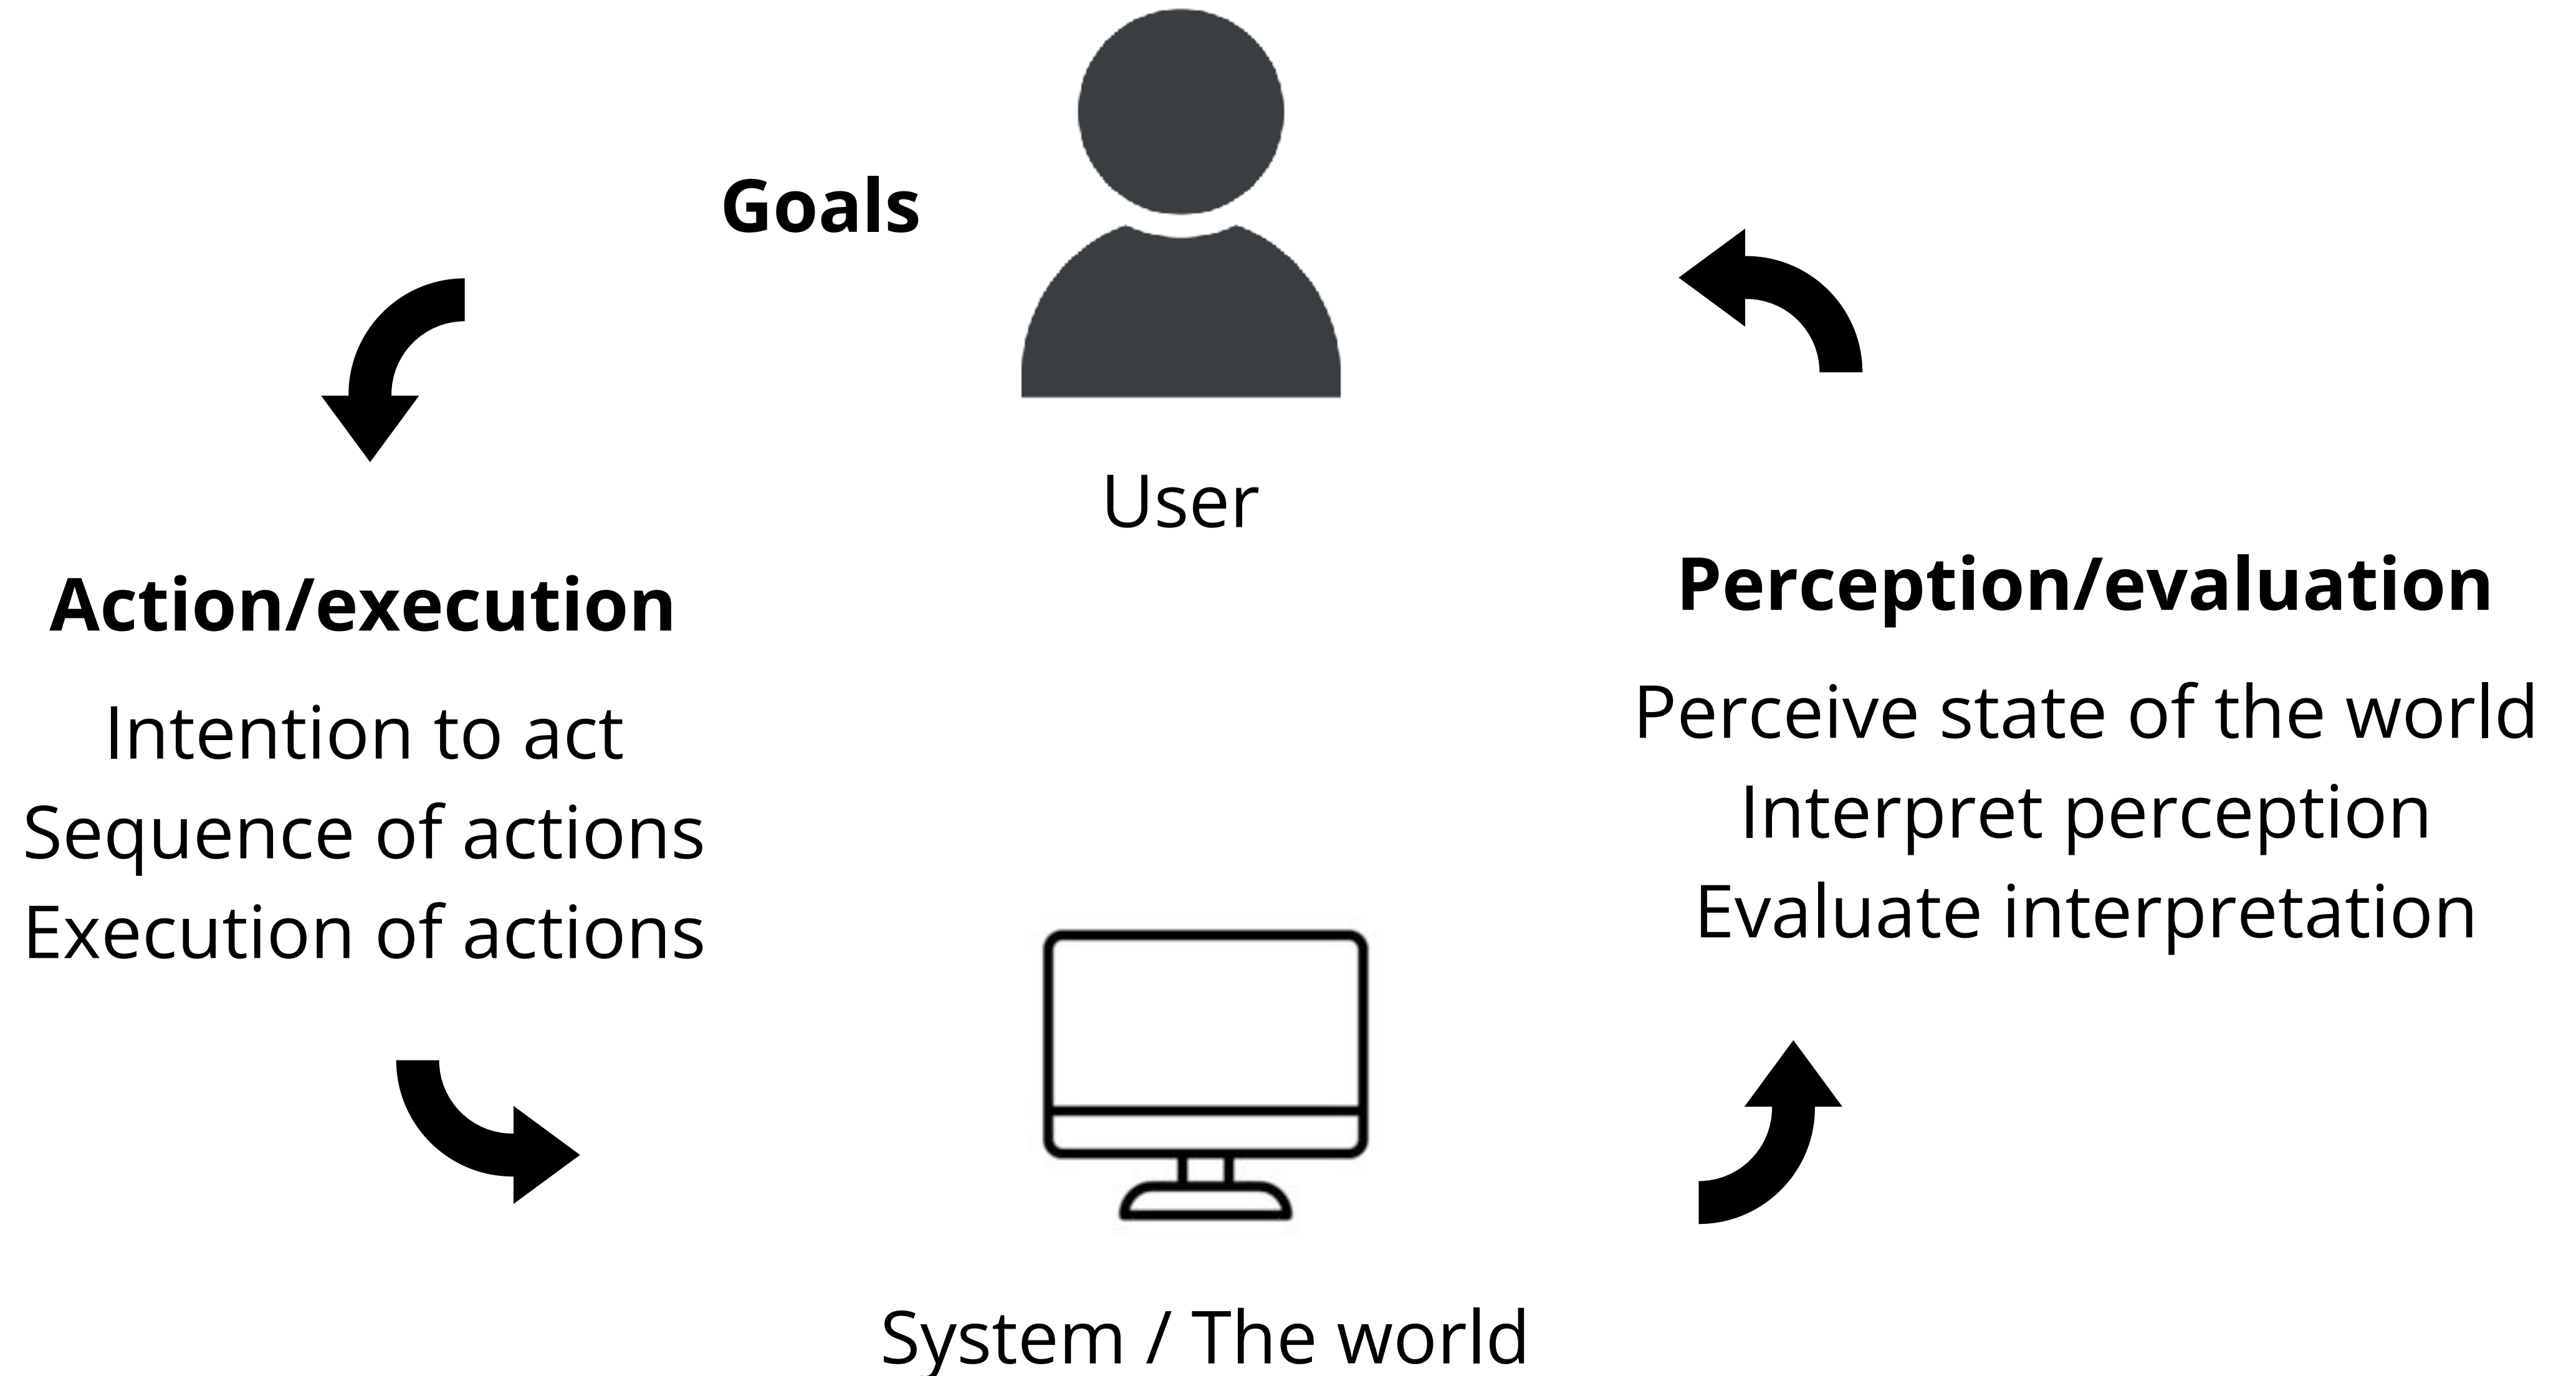 Goals
User
Action/execution
Intention to act
Sequence of actions
Execution of actions
Perception/evaluation
Perceive state of the world
Interpret perception
Evaluate interpretation
System / The world